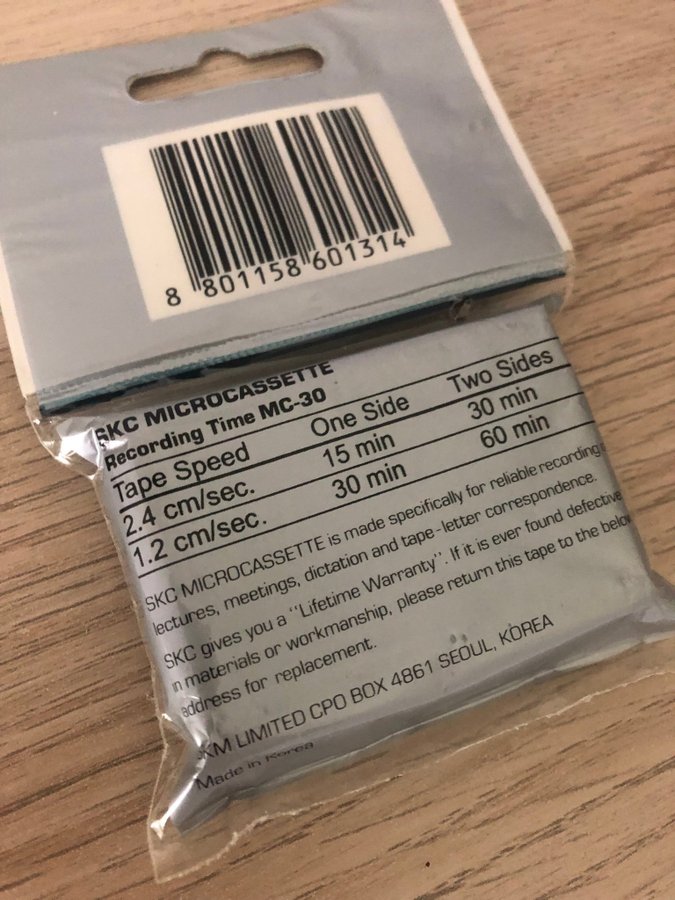 8 801158 601314
SKC MICROCASSETTE
Recording Time MC-30
Tape Speed One Side Two Sides
2.4 cm/sec. 15 min 30 min
1.2 cm/sec. 30 min 60 min
SKC MICROCASSETTE is made specifically for reliable recording
lectures, meetings, dictation and tape-letter correspondence.
SKC gives you a "Lifetime Warranty". If it is ever found defective
in materials or workmanship, please return this tape to the below
address for replacement.
LIMITED CPO BOX 4861 SEOUL, KOREA
Made in Korea